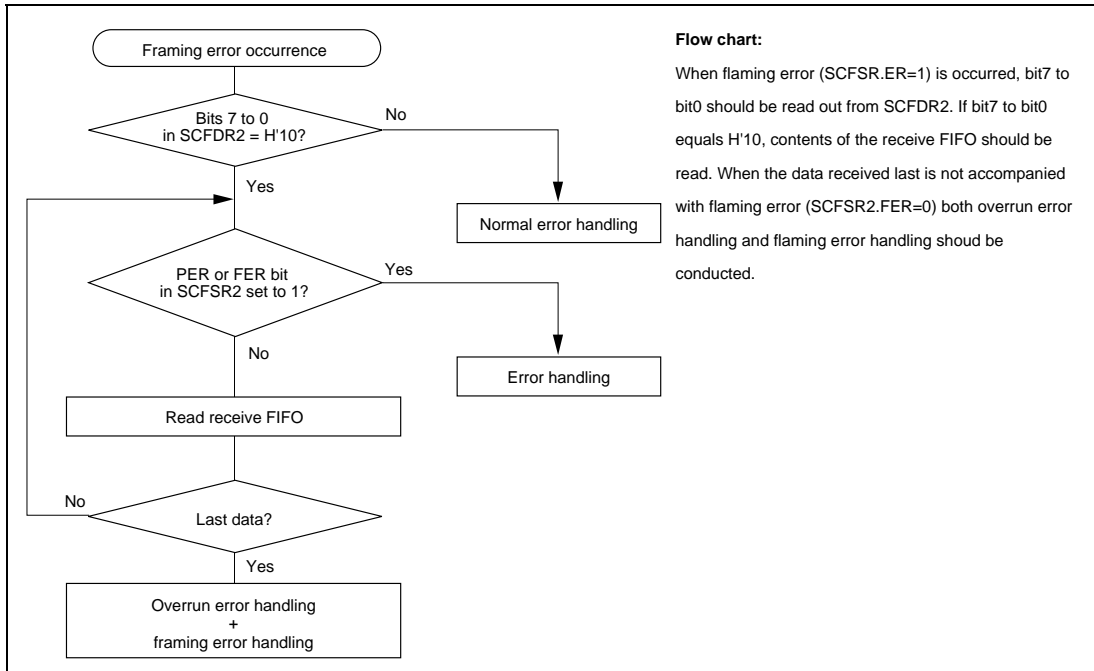 Framing error occurrence
Bits 7 to 0
in SCFDR2 = H'10?
No
Yes
Normal error handling
PER or FER bit
in SCFSR2 set to 1?
Yes
No
Error handling
Read receive FIFO
No
Last data?
Yes
Overrun error handling
+
framing error handling
Flow chart:
When flaming error (SCFSR.ER=1) is occurred, bit7 to
bit0 should be read out from SCFDR2. If bit7 to bit0
equals H'10, contents of the receive FIFO should be
read. When the data received last is not accompanied
with flaming error (SCFSR2.FER=0) both overrun error
handling and flaming error handling shoud be
conducted.